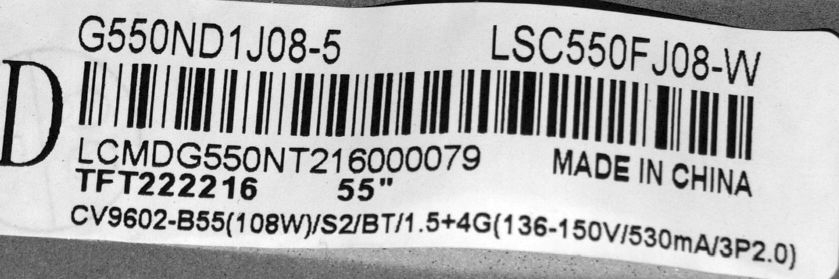 G550ND1J08-5 LSC550FJ08-W
D
LCMDG550NT216000079 MADE IN CHINA
TFT222216 55"
CV9602-B55(108W)/S2/BT/1.5+4G(136-150V/530mA/3P2.0)